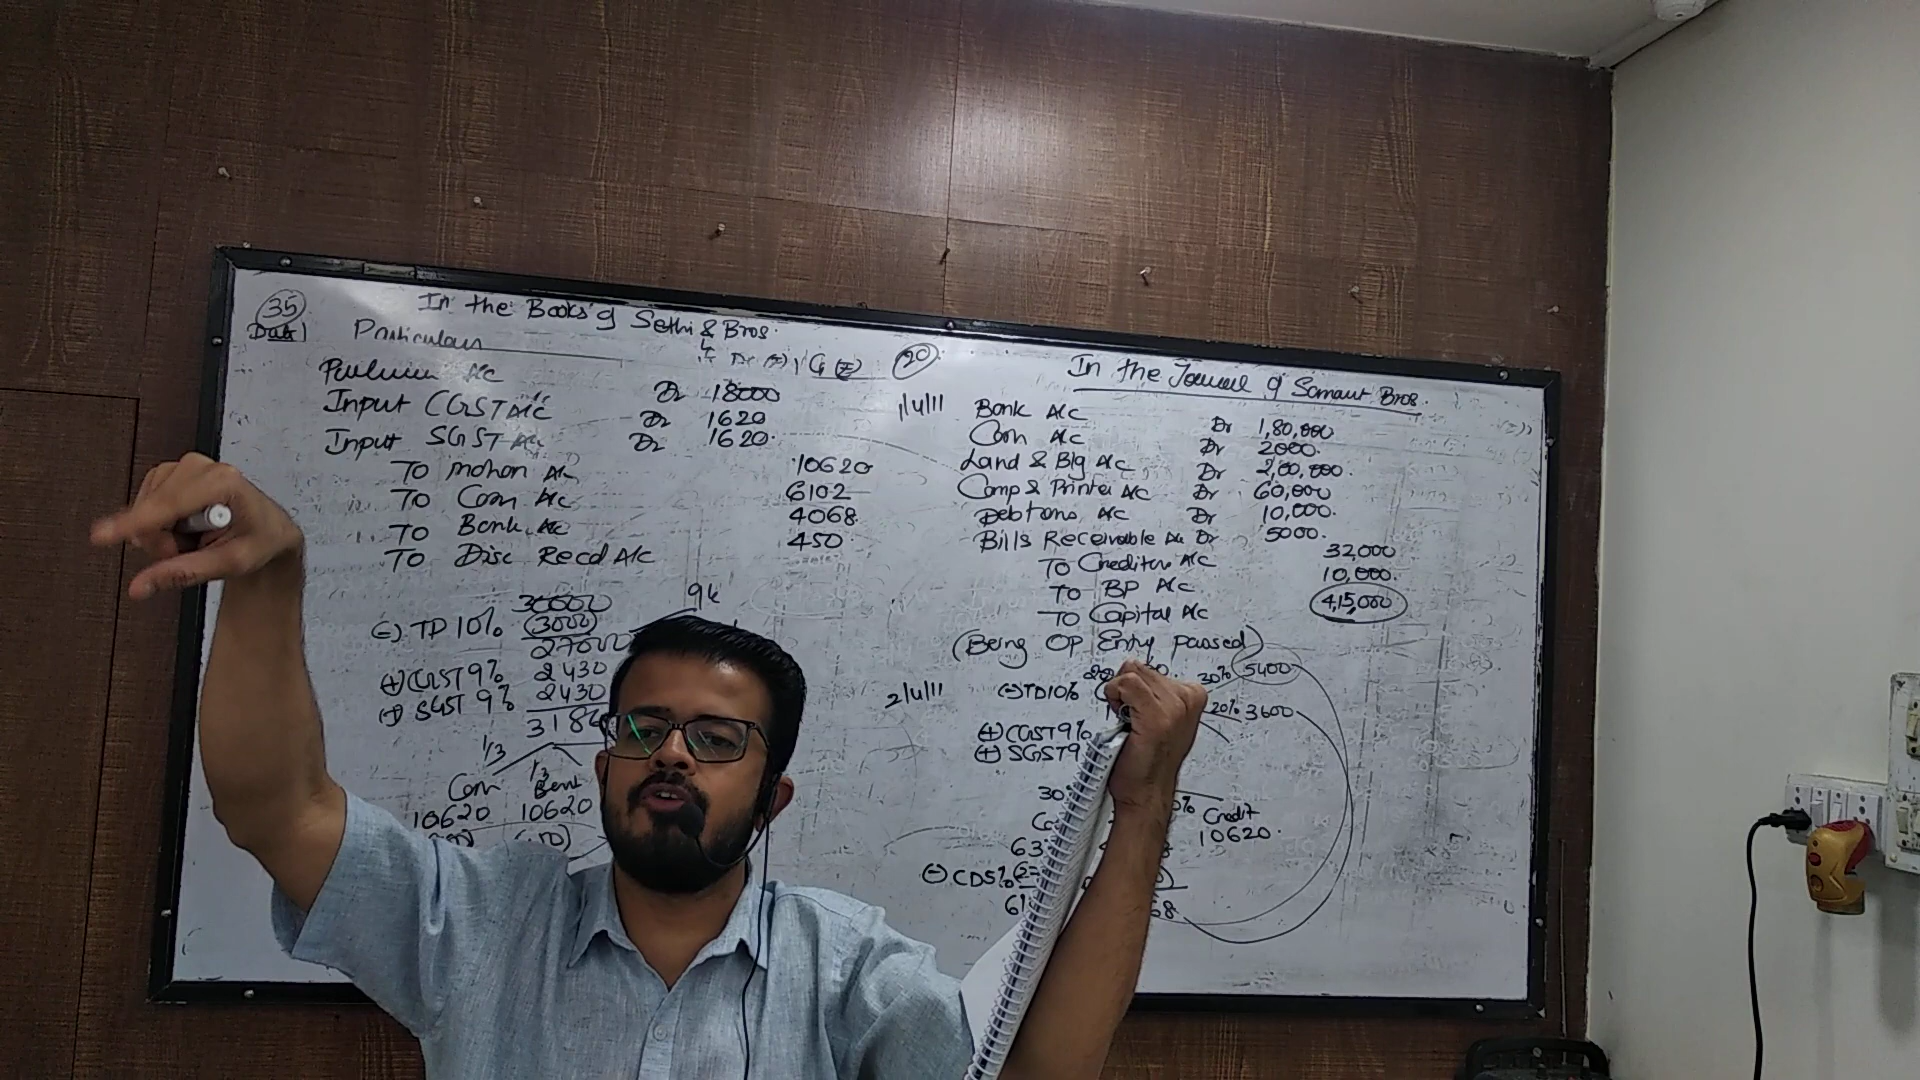 35
In the Books of Sethi & Bros.
Date
Particulars
Dr (₹)
Cr (₹)
A/c Dr 18000
Input CGST A/c Dr 1620
Input SGST A/c Dr 1620
To Mohan A/c 10620
To Cash A/c 6102
To Bank A/c 4068
To Disc Recd A/c 450
30000
(-) TD 10% (3000)
27000
9k
(+) CGST 9% 2430
(+) SGST 9% 2430
1/3
1/3
Cash
Bank
10620
10620
20
In the Journal of Samant Bros.
1/4/11
Bank A/c Dr 1,80,000
Cash A/c Dr 2000
Land & Blg A/c Dr 2,00,000
Comp & Printer A/c Dr 60,000
Debtors A/c Dr 10,000
Bills Receivable A/c Dr 5000
To Creditors A/c 32,000
To BP A/c 10,000
To Capital A/c 4,15,000
(Being OP Entry passed)
2/4/11
(-) TD 10%
30% 5400
20% 3600
(+) CGST 9%
(+) SGST 9
Credit
10620
(-) CD 5%